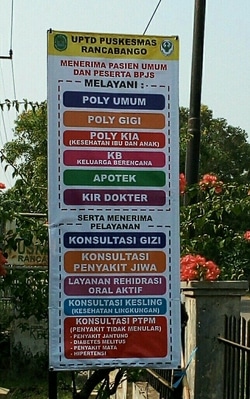 UPTD PUSKESMAS
RANCABANGO
MENERIMA PASIEN UMUM
DAN PESERTA BPJS
MELAYANI :
POLY UMUM
POLY GIGI
POLY KIA
(KESEHATAN IBU DAN ANAK)
KB
KELUARGA BERENCANA
APOTEK
KIR DOKTER
SERTA MENERIMA
PELAYANAN
KONSULTASI GIZI
KONSULTASI
PENYAKIT JIWA
LAYANAN REHIDRASI
ORAL AKTIF
KONSULTASI KESLING
(KESEHATAN LINGKUNGAN)
KONSULTASI PTPM
(PENYAKIT TIDAK MENULAR)
- PENYAKIT JANTUNG
- DIABETES MELITUS
- PENYAKIT MATA
- HIPERTENSI